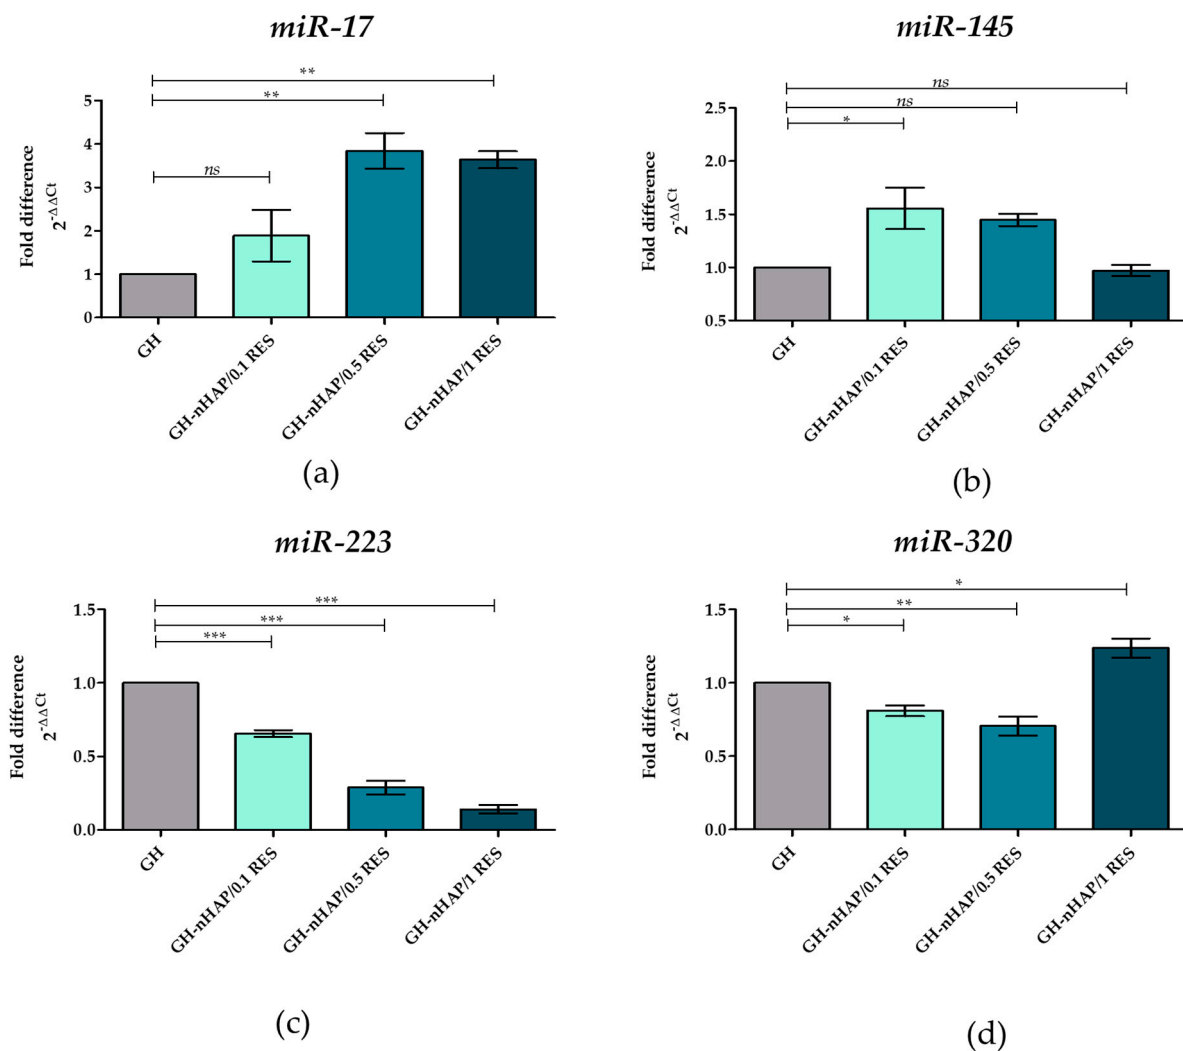 miR-17
**
**
ns
Fold difference
2-ΔΔCt
5
4
3
2
1
0
GH
GH-nHAP/0.1 RES
GH-nHAP/0.5 RES
GH-nHAP/1 RES
(a)
miR-145
ns
ns
*
Fold difference
2-ΔΔCt
2.5
2.0
1.5
1.0
0.5
GH
GH-nHAP/0.1 RES
GH-nHAP/0.5 RES
GH-nHAP/1 RES
(b)
miR-223
***
***
***
Fold difference
2-ΔΔCt
1.5
1.0
0.5
0.0
GH
GH-nHAP/0.1 RES
GH-nHAP/0.5 RES
GH-nHAP/1 RES
(c)
miR-320
*
**
*
Fold difference
2-ΔΔCt
1.5
1.0
0.5
0.0
GH
GH-nHAP/0.1 RES
GH-nHAP/0.5 RES
GH-nHAP/1 RES
(d)